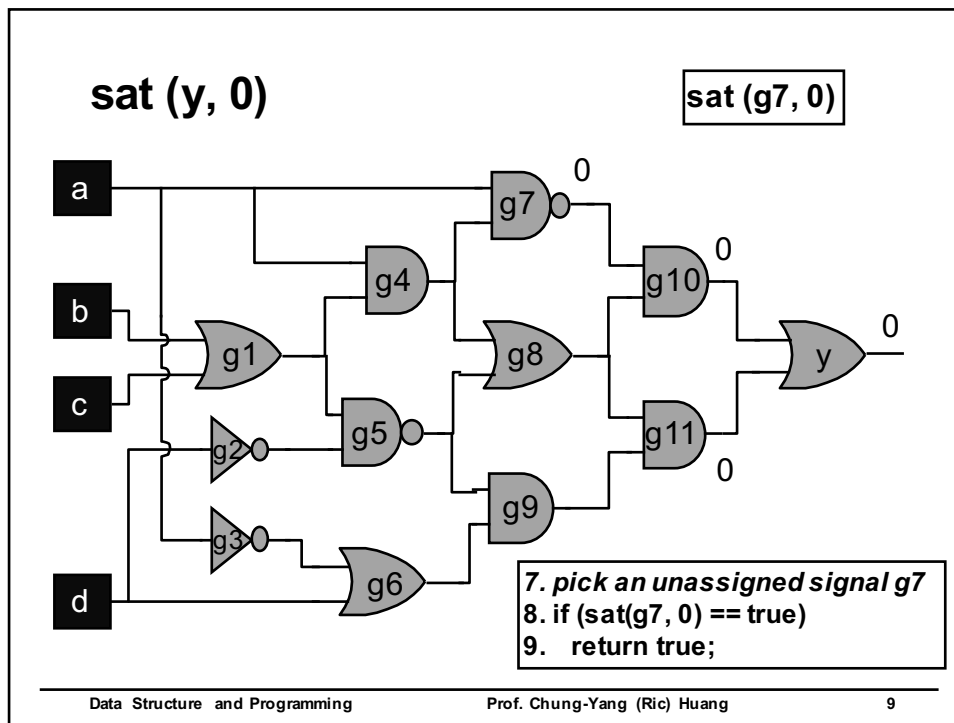 sat (y, 0)
sat (g7, 0)
a
0
g7
0
g4
g10
b
0
g1
g8
y
c
g5
g11
g2
0
g9
g3
g6
d
7. pick an unassigned signal g7
8. if (sat(g7, 0) == true)
9. return true;
Data Structure and Programming
Prof. Chung-Yang (Ric) Huang
9